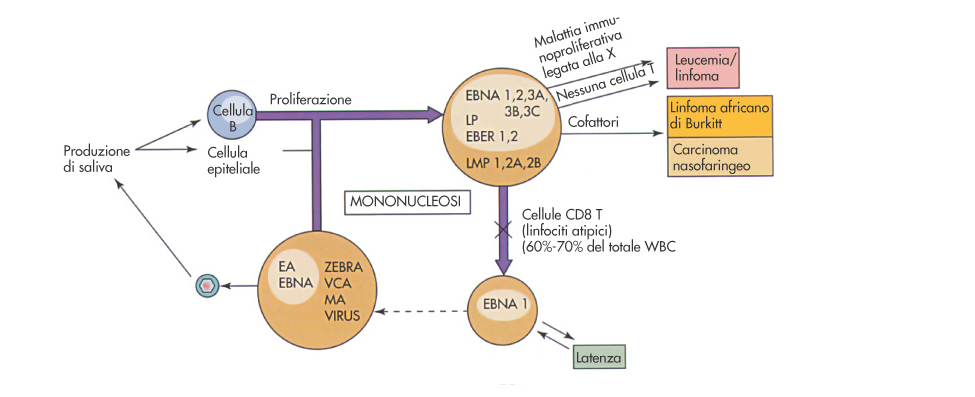 Malattia immu-
noproliferativa
legata alla X
Nessuna cellula T
Leucemia/
linfoma
Cofattori
Linfoma africano
di Burkitt
Carcinoma
nasofaringeo
EBNA 1,2,3A,
3B,3C
LP
EBER 1,2
LMP 1,2A,2B
Proliferazione
Cellula
B
Cellula
epiteliale
Produzione
di saliva
MONONUCLEOSI
Cellule CD8 T
(linfociti atipici)
(60%-70% del totale WBC
EA
EBNA
ZEBRA
VCA
MA
VIRUS
EBNA 1
Latenza